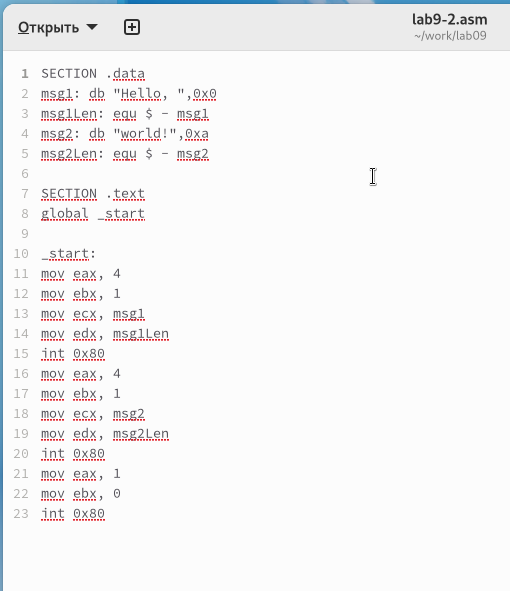 Открыть
lab9-2.asm
~/work/lab09
1 SECTION .data
2 msg1: db "Hello, ",0x0
3 msg1Len: equ $ - msg1
4 msg2: db "world!",0xa
5 msg2Len: equ $ - msg2
6
7 SECTION .text
8 global _start
9
10 _start:
11 mov eax, 4
12 mov ebx, 1
13 mov ecx, msg1
14 mov edx, msg1Len
15 int 0x80
16 mov eax, 4
17 mov ebx, 1
18 mov ecx, msg2
19 mov edx, msg2Len
20 int 0x80
21 mov eax, 1
22 mov ebx, 0
23 int 0x80